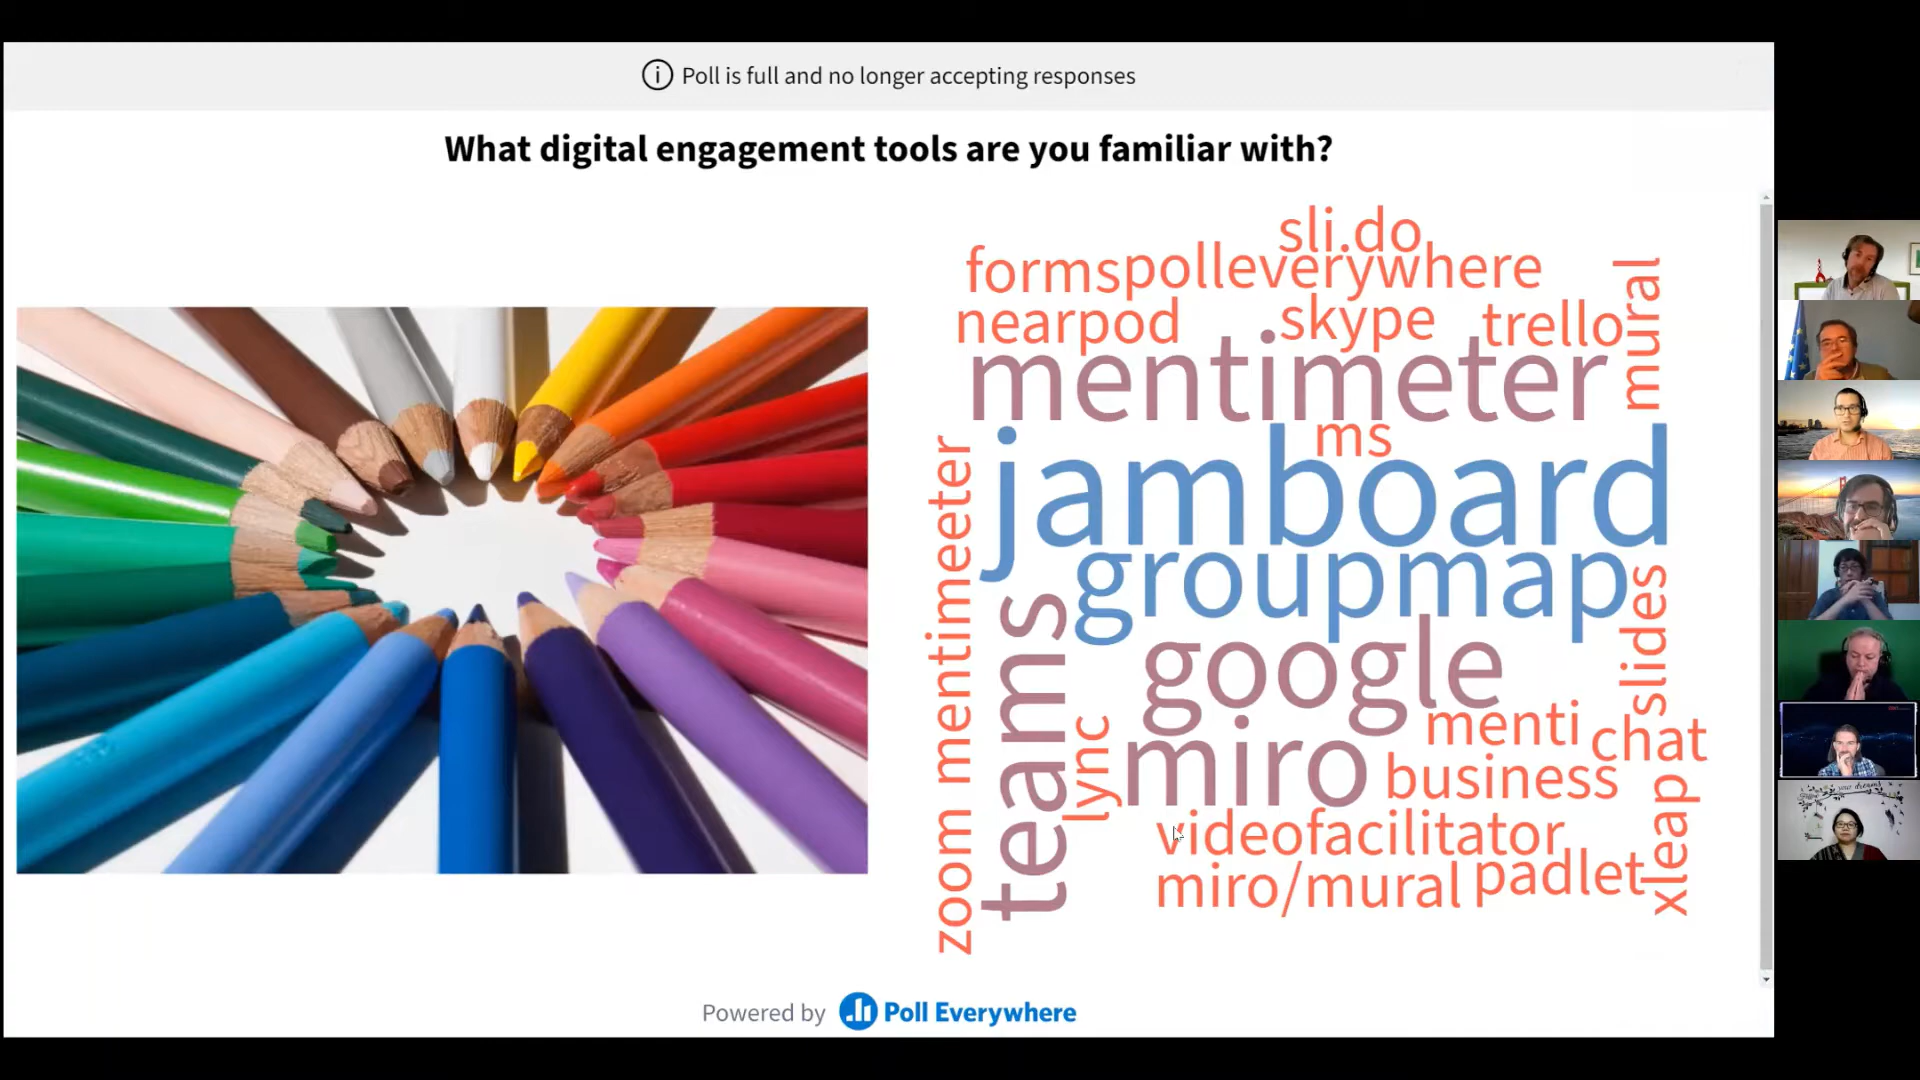 Poll is full and no longer accepting responses
What digital engagement tools are you familiar with?
sli.do
forms
polleverywhere
mural
nearpod
skype
trello
mentimeter
ms
jamboard
mentimeeter
groupmap
teams
google
slides
menti
chat
lync
miro
business
xleap
zoom
videofacilitator
miro/mural
padlet
Powered by Poll Everywhere